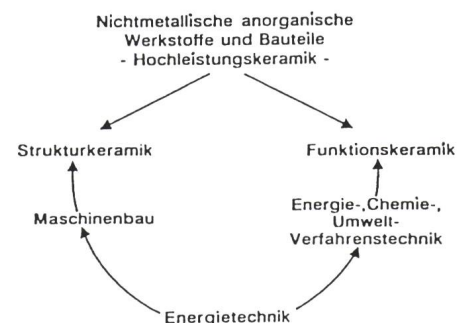 Nichtmetallische anorganische
Werkstoffe und Bauteile
- Hochleistungskeramik -
Strukturkeramik
Funktionskeramik
Maschinenbau
Energie-,Chemie-,
Umwelt-
Verfahrenstechnik
Energietechnik